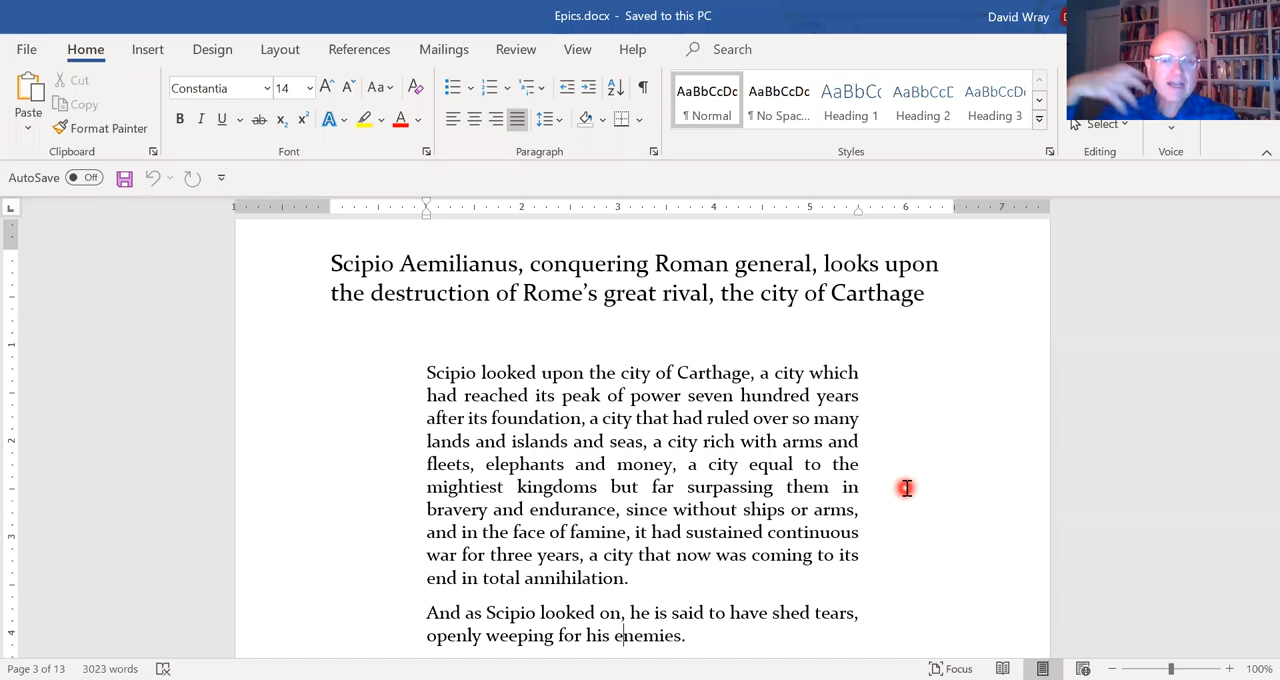 Epics.docx - Saved to this PC
David Wray
File Home Insert Design Layout References Mailings Review View Help Search
Paste
Cut
Copy
Format Painter
Clipboard
Constantia 14
Font
Paragraph
AaBbCcDc AaBbCcDc AaBbCc AaBbCcD AaBbCcDd
¶ Normal ¶ No Spac... Heading 1 Heading 2 Heading 3
Styles
Select
Editing
Voice
AutoSave Off
1 2 3 4 5 6 7
Scipio Aemilianus, conquering Roman general, looks upon
the destruction of Rome’s great rival, the city of Carthage
Scipio looked upon the city of Carthage, a city which
had reached its peak of power seven hundred years
after its foundation, a city that had ruled over so many
lands and islands and seas, a city rich with arms and
fleets, elephants and money, a city equal to the
mightiest kingdoms but far surpassing them in
bravery and endurance, since without ships or arms,
and in the face of famine, it had sustained continuous
war for three years, a city that now was coming to its
end in total annihilation.
And as Scipio looked on, he is said to have shed tears,
openly weeping for his enemies.
Page 3 of 13 3023 words Focus 100%